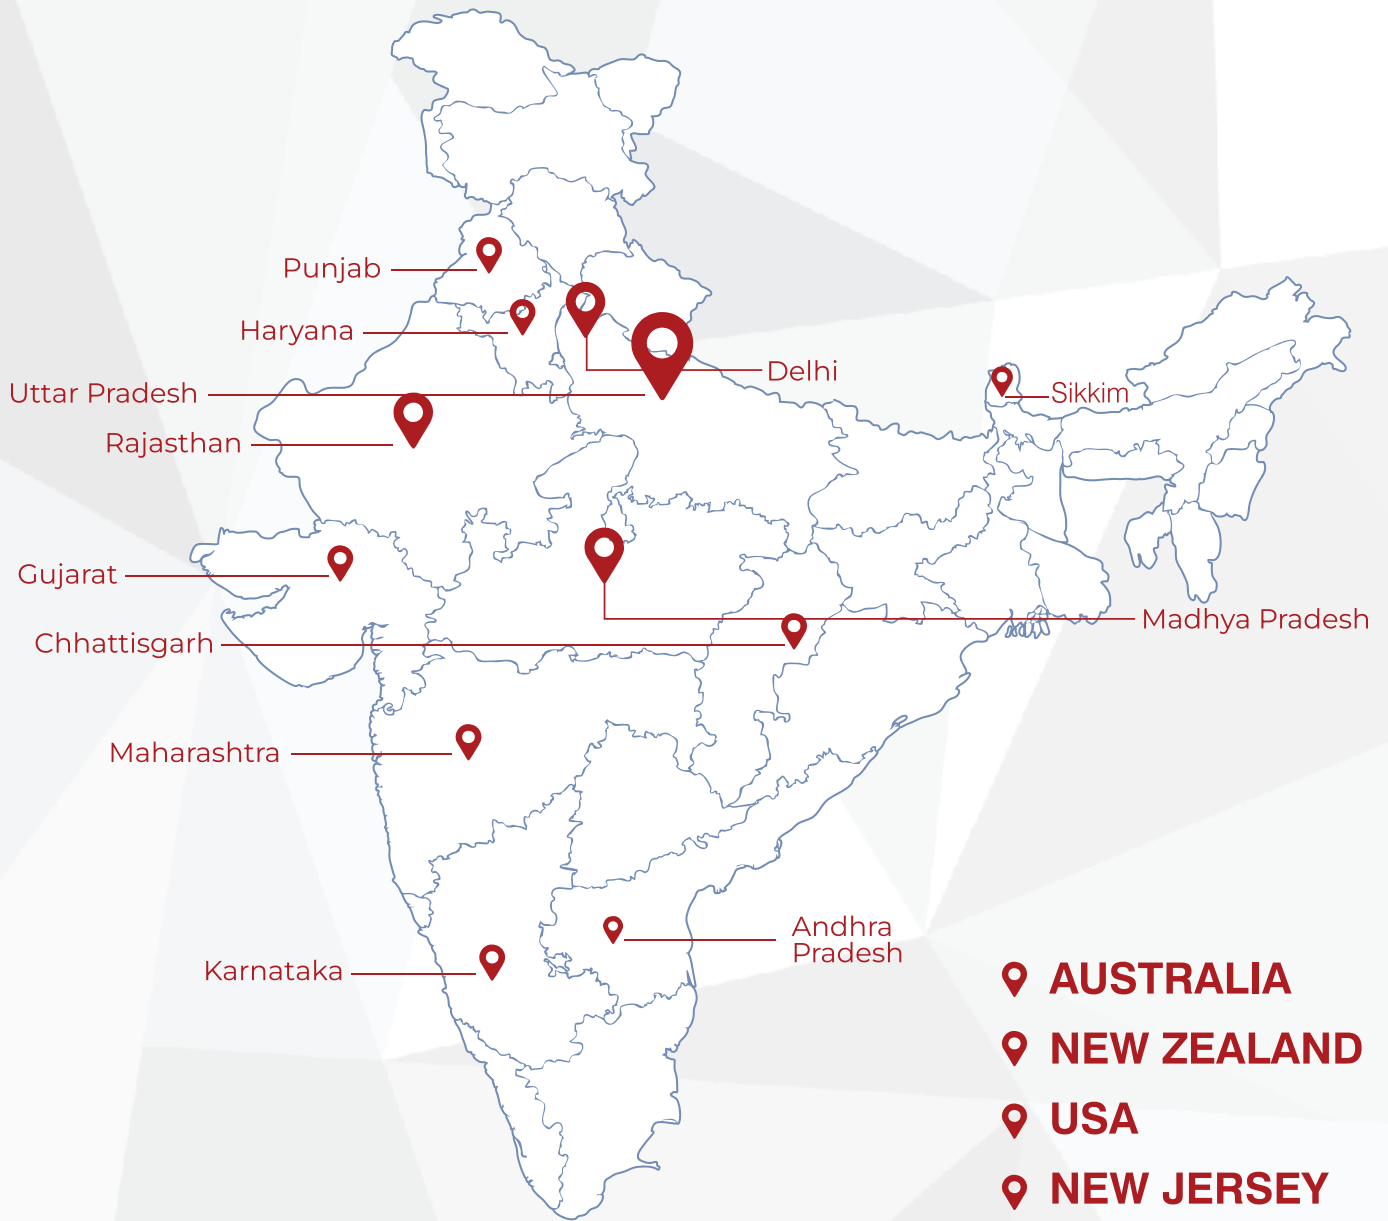 Punjab
Haryana
Delhi
Uttar Pradesh
Sikkim
Rajasthan
Gujarat
Madhya Pradesh
Chhattisgarh
Maharashtra
Andhra
Pradesh
Karnataka
AUSTRALIA
NEW ZEALAND
USA
NEW JERSEY